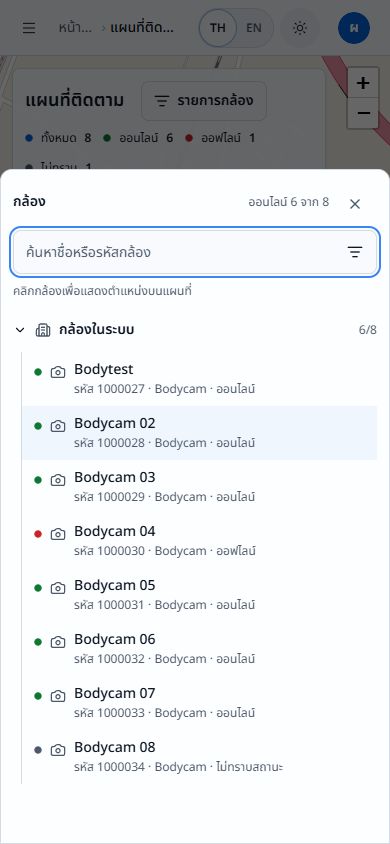 หน้า... › แผนที่ติด... TH EN ผ
แผนที่ติดตาม รายการกล้อง
ทั้งหมด 8 ออนไลน์ 6 ออฟไลน์ 1
ไม่ทราบ 1
กล้อง ออนไลน์ 6 จาก 8
ค้นหาชื่อหรือรหัสกล้อง
คลิกกล้องเพื่อแสดงตำแหน่งบนแผนที่
กล้องในระบบ 6/8
Bodytest
รหัส 1000027 · Bodycam · ออนไลน์
Bodycam 02
รหัส 1000028 · Bodycam · ออนไลน์
Bodycam 03
รหัส 1000029 · Bodycam · ออนไลน์
Bodycam 04
รหัส 1000030 · Bodycam · ออฟไลน์
Bodycam 05
รหัส 1000031 · Bodycam · ออนไลน์
Bodycam 06
รหัส 1000032 · Bodycam · ออนไลน์
Bodycam 07
รหัส 1000033 · Bodycam · ออนไลน์
Bodycam 08
รหัส 1000034 · Bodycam · ไม่ทราบสถานะ